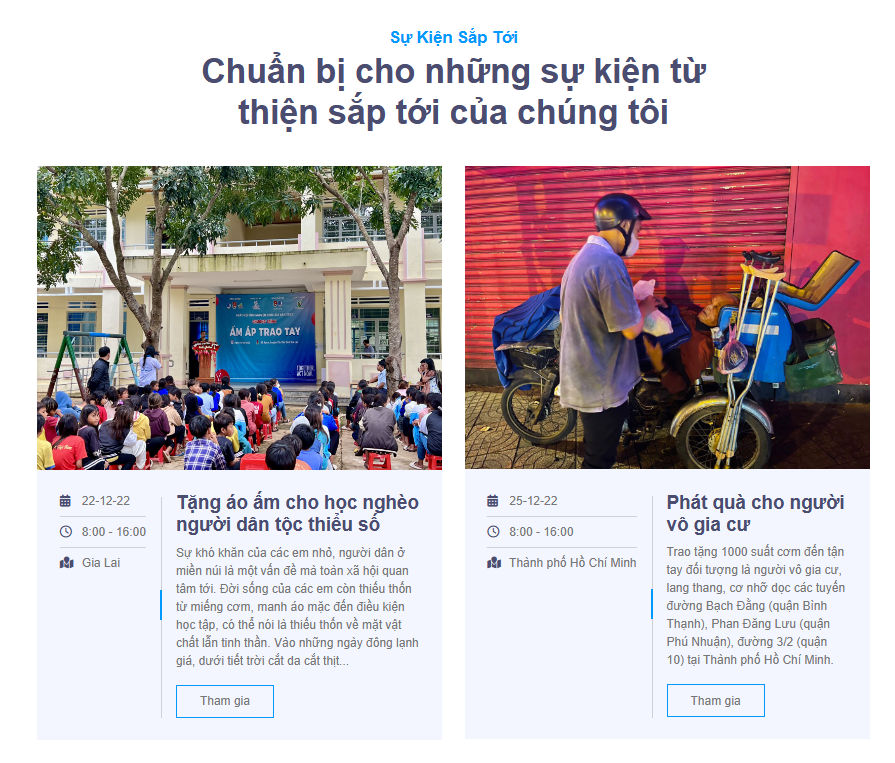 Sự Kiện Sắp Tới
Chuẩn bị cho những sự kiện từ
thiện sắp tới của chúng tôi
ẤM ÁP TRAO TAY
22-12-22
8:00 - 16:00
Gia Lai
Tặng áo ấm cho học nghèo
người dân tộc thiểu số
Sự khó khăn của các em nhỏ, người dân ở
miền núi là một vấn đề mà toàn xã hội quan
tâm tới. Đời sống của các em còn thiếu thốn
từ miếng cơm, manh áo mặc đến điều kiện
học tập, có thể nói là thiếu thốn về mặt vật
chất lẫn tinh thần. Vào những ngày đông lạnh
giá, dưới tiết trời cắt da cắt thịt...
Tham gia
25-12-22
8:00 - 16:00
Thành phố Hồ Chí Minh
Phát quà cho người
vô gia cư
Trao tặng 1000 suất cơm đến tận
tay đối tượng là người vô gia cư,
lang thang, cơ nhỡ dọc các tuyến
đường Bạch Đằng (quận Bình
Thạnh), Phan Đăng Lưu (quận
Phú Nhuận), đường 3/2 (quận
10) tại Thành phố Hồ Chí Minh.
Tham gia